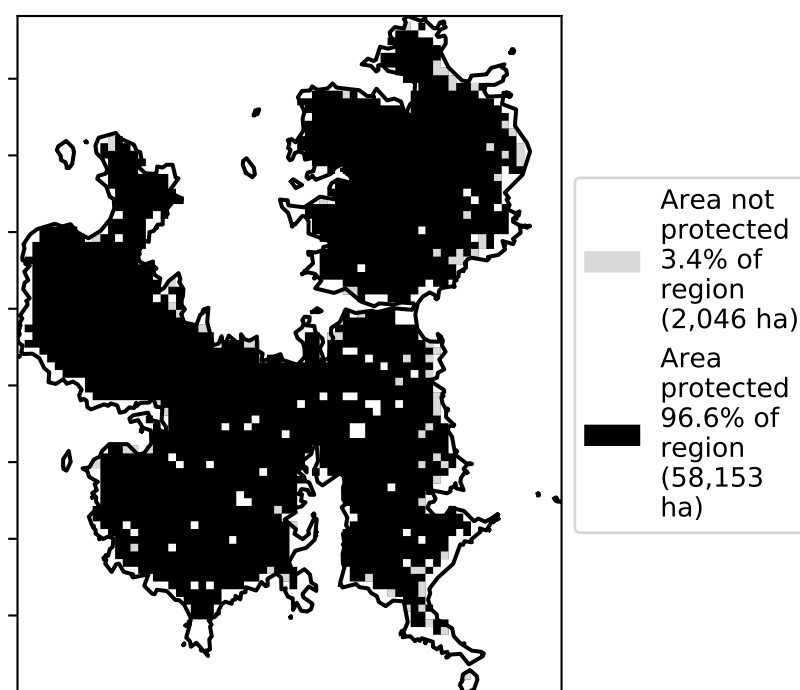 Area not
protected
3.4% of
region
(2,046 ha)
Area
protected
96.6% of
region
(58,153
ha)